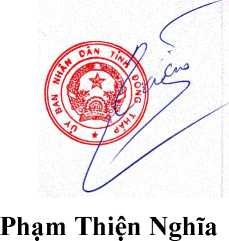 ỦY BAN NHÂN DÂN TỈNH ĐỒNG THÁP
Phạm Thiện Nghĩa